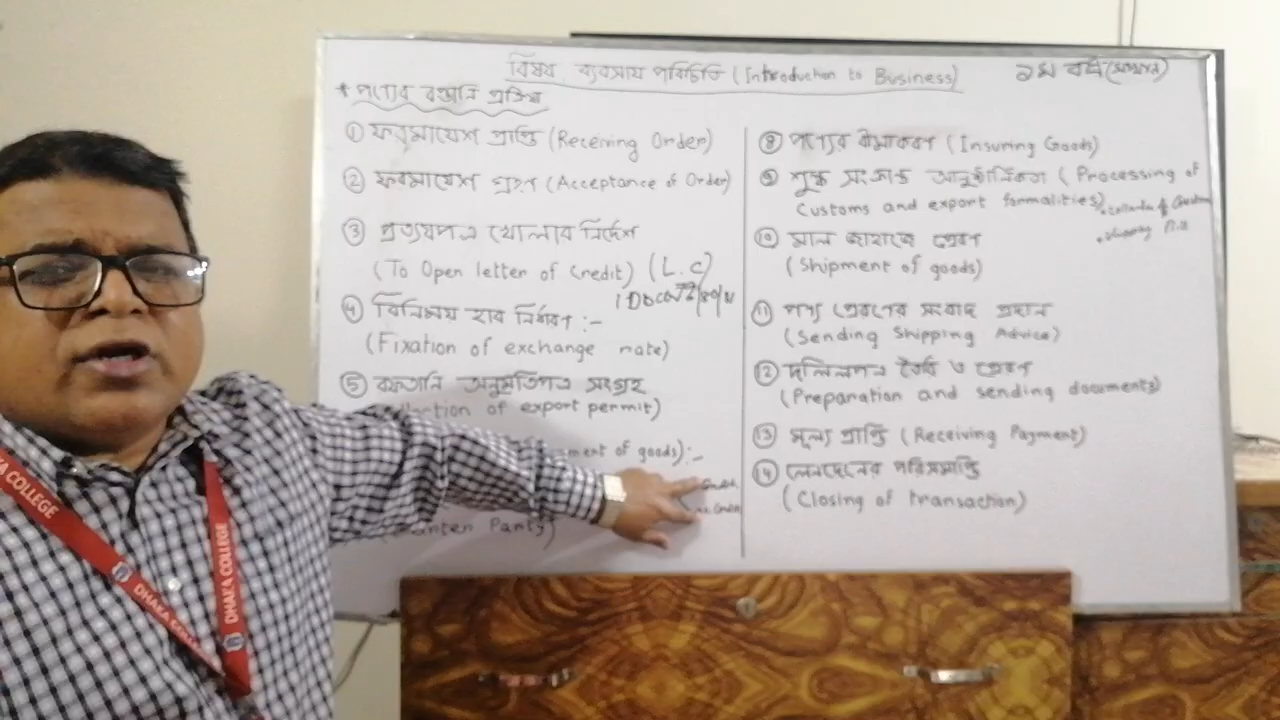 বিষয় ব্যবসায় পরিচিতি (Introduction to Business)
১ম বর্ষ
* পণ্যের রপ্তানি প্রক্রিয়া
① ফরমায়েশ প্রাপ্তি (Receiving Order)
② ফরমায়েশ গ্রহণ (Acceptance of Order)
③ প্রত্যয়পত্র খোলার নির্দেশ
(To Open letter of Credit) (L.C)
④ বিনিময় হার নির্ধারণ :-
(Fixation of exchange rate)
⑤ রফতানি অনুমতিপত্র সংগ্রহ
of export permit)
of goods):-
Party)
⑧ পণ্যের বীমাকরণ (Insuring Goods)
⑨ শুল্ক সংক্রান্ত আনুষ্ঠানিকতা (Processing of
Customs and export formalities)
⑩ মাল জাহাজে প্রেরণ
(Shipment of goods)
⑪ পণ্য প্রেরণের সংবাদ প্রদান
(Sending Shipping Advice)
⑫ দলিলপত্র তৈরি ও প্রেরণ
(Preparation and sending documents)
⑬ মূল্য প্রাপ্তি (Receiving Payment)
⑭ লেনদেনের পরিসমাপ্তি
(Closing of transaction)
DHAKA COLLEGE
A COLLEGE